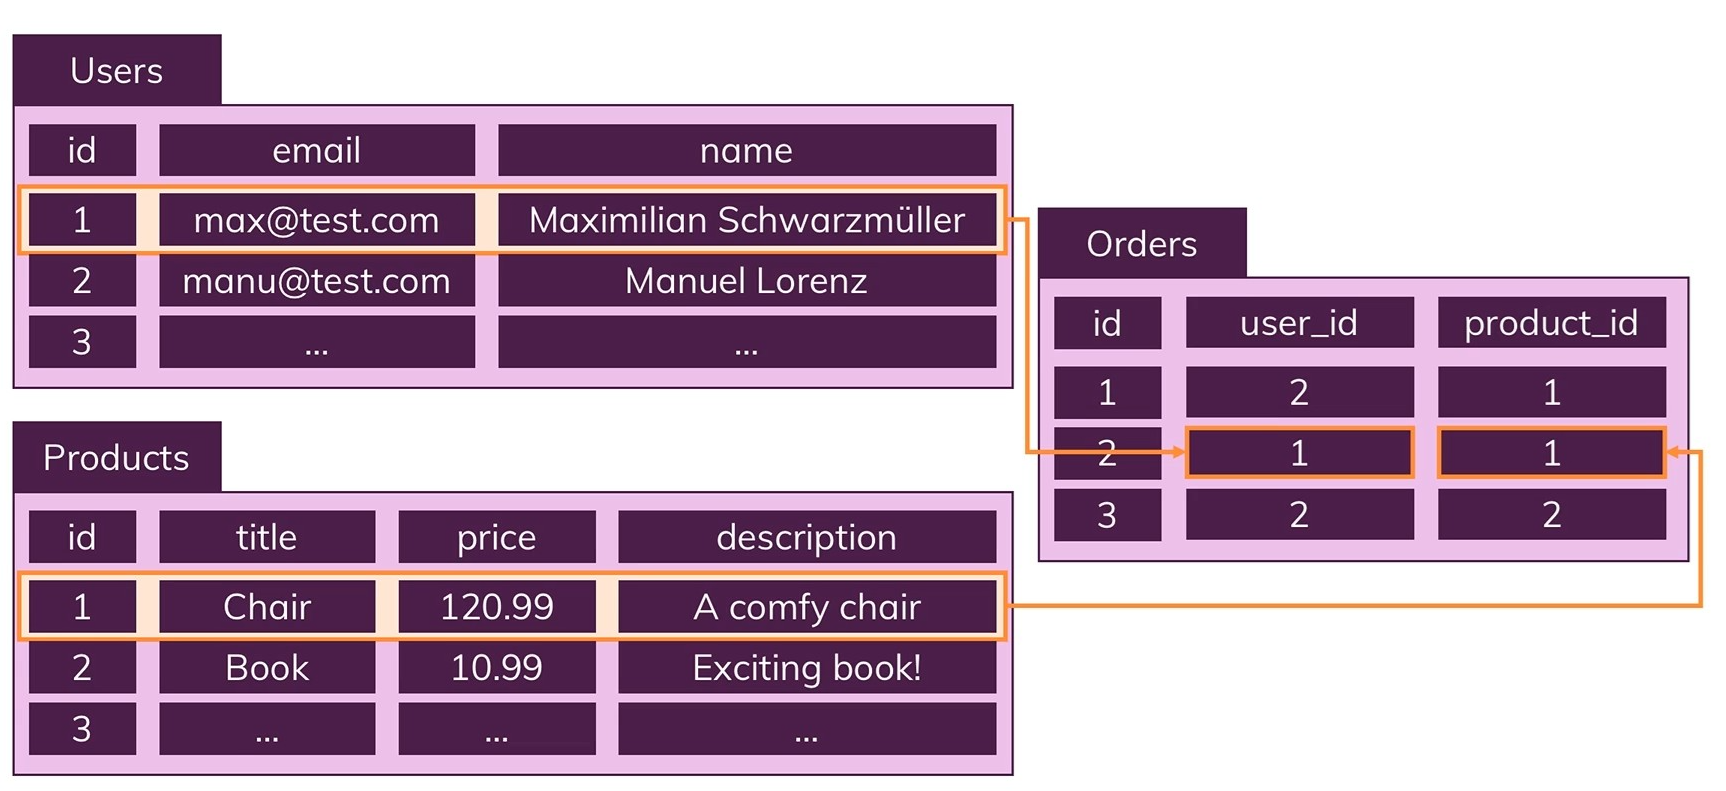 Users
id email name
1 max@test.com Maximilian Schwarzmüller
2 manu@test.com Manuel Lorenz
3 ... ...
Orders
id user_id product_id
1 2 1
2 1 1
3 2 2
Products
id title price description
1 Chair 120.99 A comfy chair
2 Book 10.99 Exciting book!
3 ... ... ...